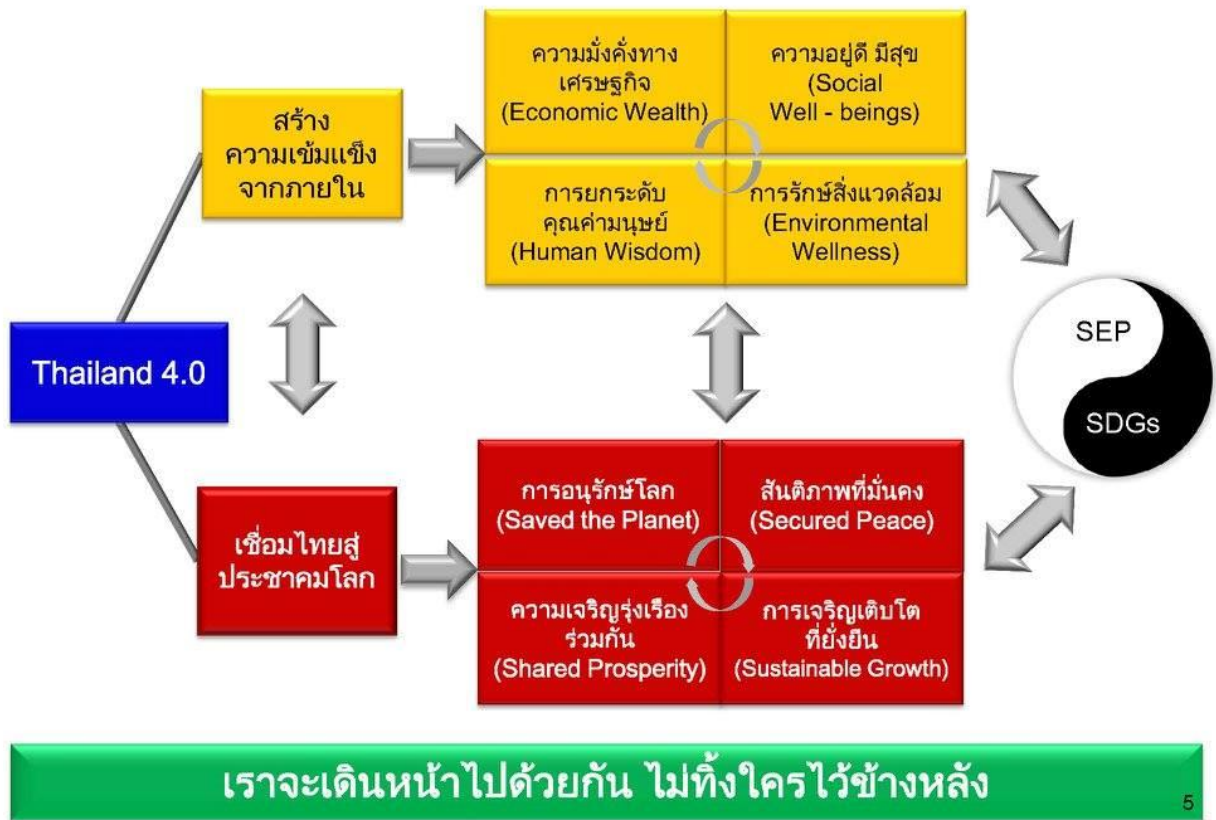 ความมั่งคั่งทาง
เศรษฐกิจ
(Economic Wealth)
ความอยู่ดี มีสุข
(Social
Well - beings)
สร้าง
ความเข้มแข็ง
จากภายใน
การยกระดับ
คุณค่ามนุษย์
(Human Wisdom)
การรักษ์สิ่งแวดล้อม
(Environmental
Wellness)
Thailand 4.0
SEP
SDGs
การอนุรักษ์โลก
(Saved the Planet)
สันติภาพที่มั่นคง
(Secured Peace)
เชื่อมไทยสู่
ประชาคมโลก
ความเจริญรุ่งเรือง
ร่วมกัน
(Shared Prosperity)
การเจริญเติบโต
ที่ยั่งยืน
(Sustainable Growth)
เราจะเดินหน้าไปด้วยกัน ไม่ทิ้งใครไว้ข้างหลัง
5